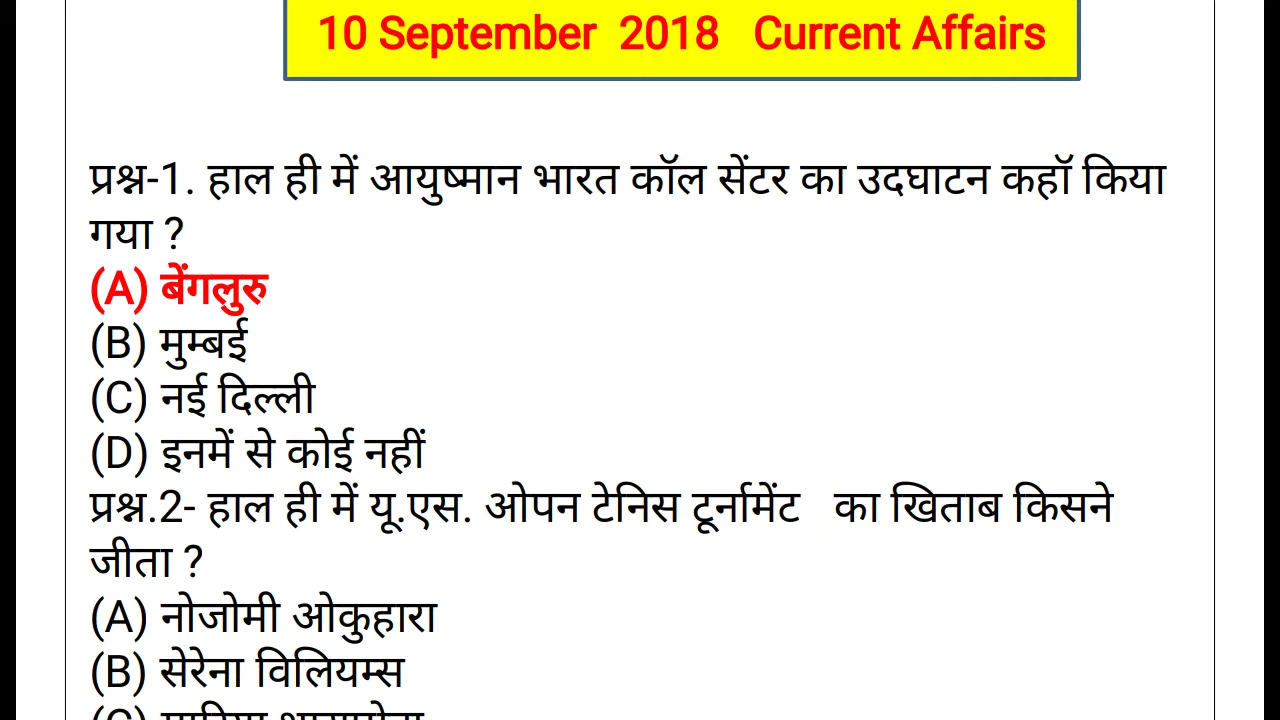 10 September 2018 Current Affairs
प्रश्न-1. हाल ही में आयुष्मान भारत कॉल सेंटर का उदघाटन कहॉ किया
गया ?
(A) बेंगलुरु
(B) मुम्बई
(C) नई दिल्ली
(D) इनमें से कोई नहीं
प्रश्न.2- हाल ही में यू.एस. ओपन टेनिस टूर्नामेंट का खिताब किसने
जीता ?
(A) नोजोमी ओकुहारा
(B) सेरेना विलियम्स